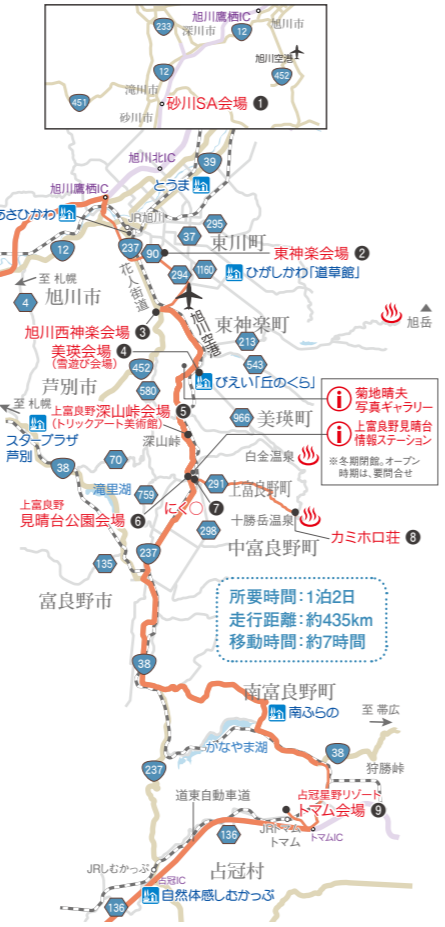 旭川鷹栖IC
233
深川市
旭川市
12
12
旭川空港
452
滝川市
451
砂川SA会場 ❶
砂川市
旭川北IC
39
旭川鷹栖IC
とうま
あさひかわ
JR旭川
295
37
東川町
237
90
東神楽会場 ❷
12
花人街道
294
1160
ひがしかわ「道草館」
至 札幌
4
旭川市
旭川西神楽会場 ❸
旭川空港
東神楽町
旭岳
美瑛会場 ❹
(雪遊び会場)
213
452
543
芦別市
580
びえい「丘のくら」
至 札幌
上富良野深山峠会場 ❺
(トリックアート美術館)
966
美瑛町
菊地晴夫
写真ギャラリー
上富良野見晴台
情報ステーション
※冬期閉館。オープン
時期は、要問合せ
スタープラザ
芦別
深山峠
白金温泉
38
70
滝里湖
759
291
上富良野町
上富良野
見晴台公園会場 ❻
にく○ ❼
十勝岳温泉
298
カミホロ荘 ❽
中富良野町
237
135
富良野市
所要時間：1泊2日
走行距離：約435km
移動時間：約7時間
38
南富良野町
南ふらの
至 帯広
かなやま湖
38
237
狩勝峠
占冠星野リゾート
トマム会場 ❾
道東自動車道
136
JRトマム
トマム
トマムIC
JRしむかっぷ
占冠村
占冠IC
自然体感しむかっぷ
136